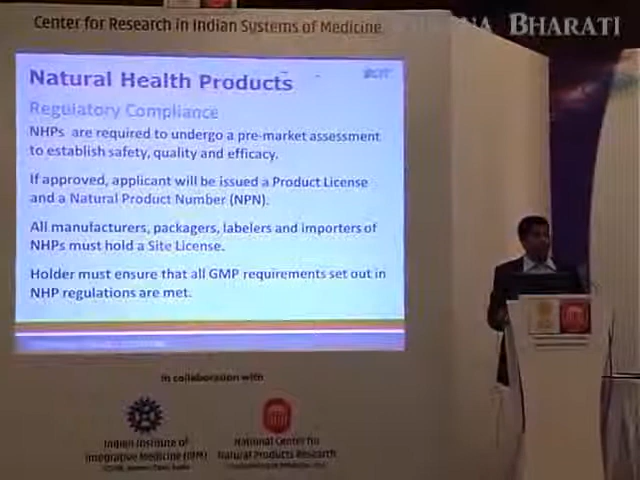 Center for Research in Indian Systems of Medicine
BHARATI
Natural Health Products
Regulatory Compliance
NHPs are required to undergo a pre-market assessment
to establish safety, quality and efficacy.
If approved, applicant will be issued a Product License
and a Natural Product Number (NPN).
All manufacturers, packagers, labelers and importers of
NHPs must hold a Site License.
Holder must ensure that all GMP requirements set out in
NHP regulations are met.
in collaboration with
Indian Institute of
Integrative Medicine (IIIM)
National Center for
Natural Products Research